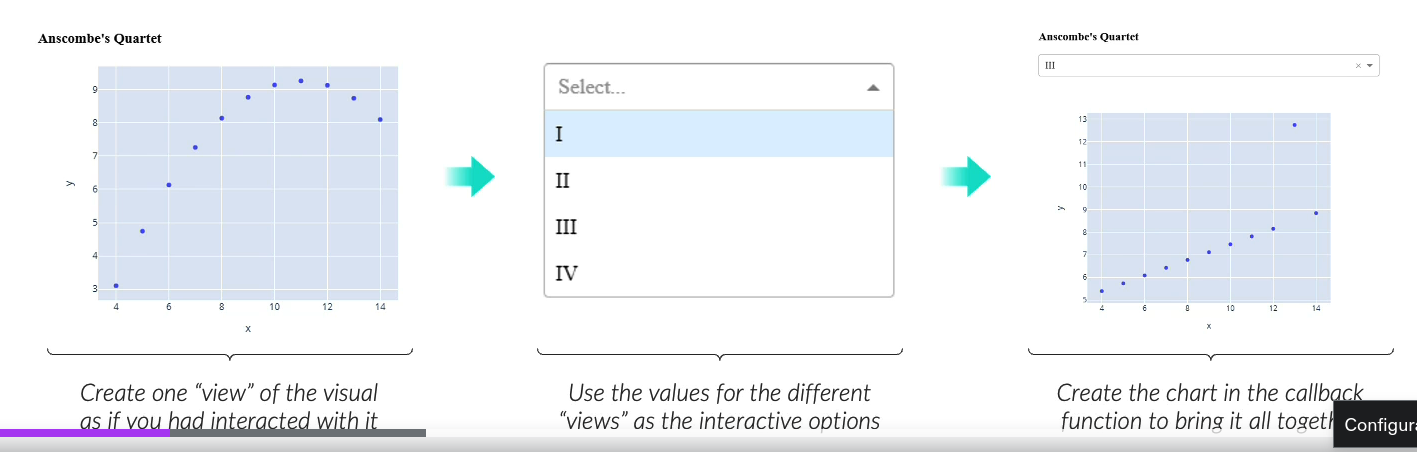 Anscombe's Quartet
9
8
7
6
5
4
3
y
4 6 8 10 12 14
x
Create one “view” of the visual
as if you had interacted with it
Select...
I
II
III
IV
Use the values for the different
“views” as the interactive options
Anscombe's Quartet
III
13
12
11
10
9
8
7
6
5
y
4 6 8 10 12 14
x
Create the chart in the callback
function to bring it all